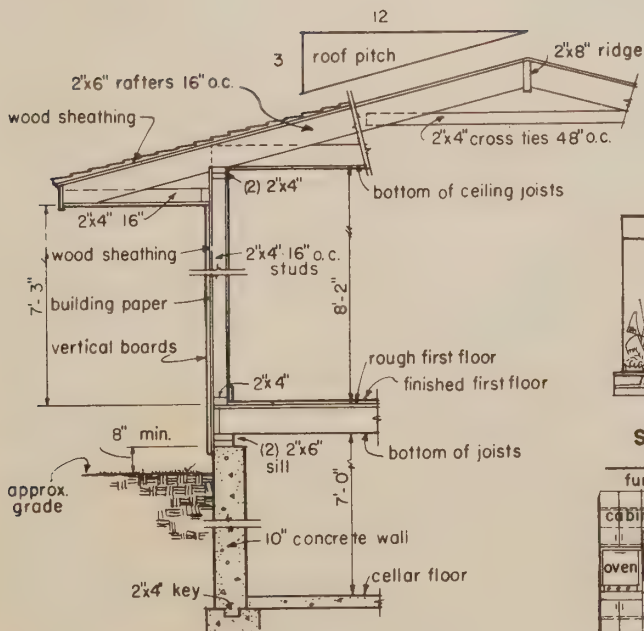 12
3
roof pitch
2"x8" ridge
2"x6" rafters 16" o.c.
wood sheathing
2"x4" cross ties 48" o.c.
(2) 2"x4"
bottom of ceiling joists
2"x4" 16"
wood sheathing
2"x4" 16" o.c.
studs
7'-3"
building paper
8'-2"
vertical boards
rough first floor
2"x4"
finished first floor
8" min.
(2) 2"x6"
sill
bottom of joists
approx.
grade
7'-0"
10" concrete wall
2"x4" key
cellar floor
S
fu
cabi
oven